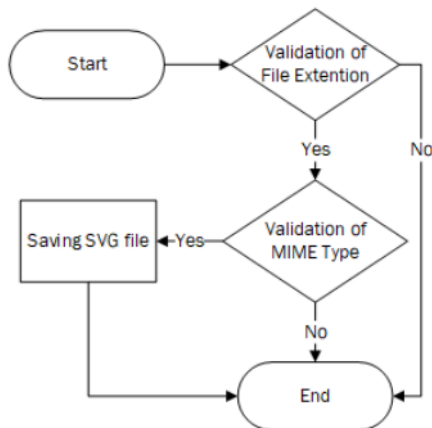 Start
Validation of
File Extention
Yes
No
Saving SVG file
Yes
Validation of
MIME Type
No
End